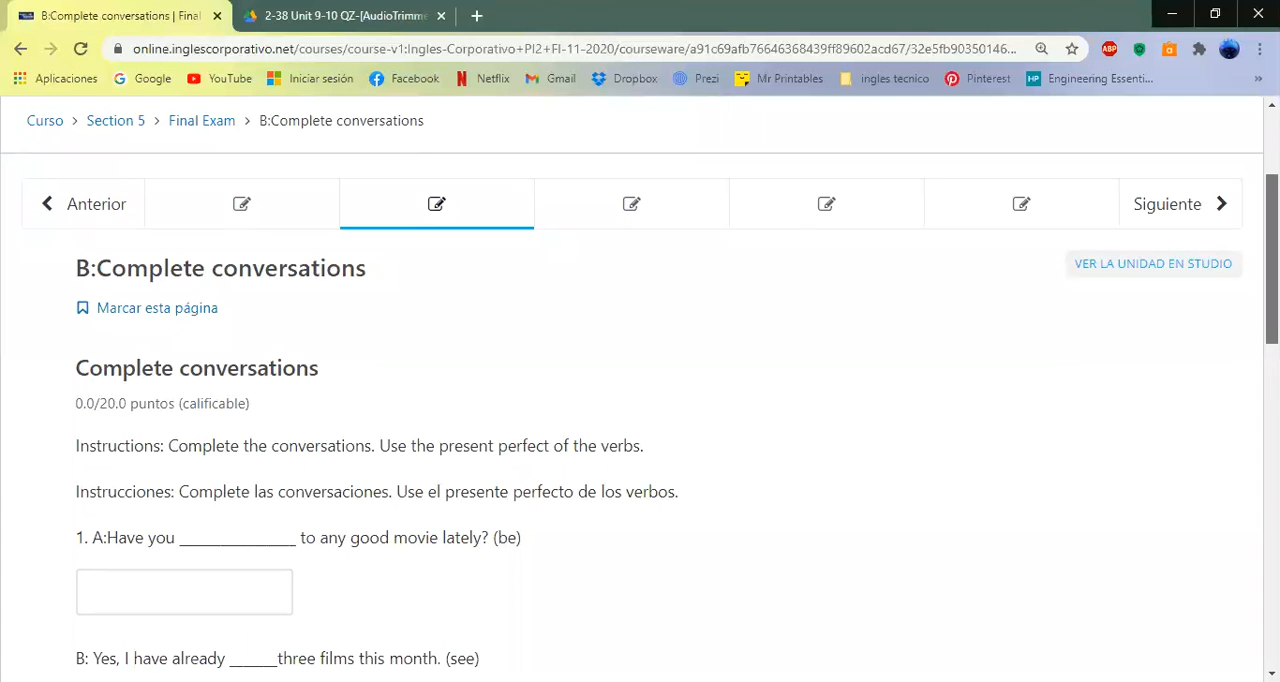 B:Complete conversations | Final
2-38 Unit 9-10 QZ-[AudioTrimme
online.inglescorporativo.net/courses/course-v1:Ingles-Corporativo+PI2+FI-11-2020/courseware/a91c69afb76646368439ff89602acd67/32e5fb90350146...
ABP
Aplicaciones Google YouTube Iniciar sesión Facebook Netflix Gmail Dropbox Prezi Mr Printables ingles tecnico Pinterest HP Engineering Essenti... »
Curso > Section 5 > Final Exam > B:Complete conversations
Anterior
Siguiente
B:Complete conversations
VER LA UNIDAD EN STUDIO
Marcar esta página
Complete conversations
0.0/20.0 puntos (calificable)
Instructions: Complete the conversations. Use the present perfect of the verbs.
Instrucciones: Complete las conversaciones. Use el presente perfecto de los verbos.
1. A:Have you ______________ to any good movie lately? (be)
B: Yes, I have already ______three films this month. (see)